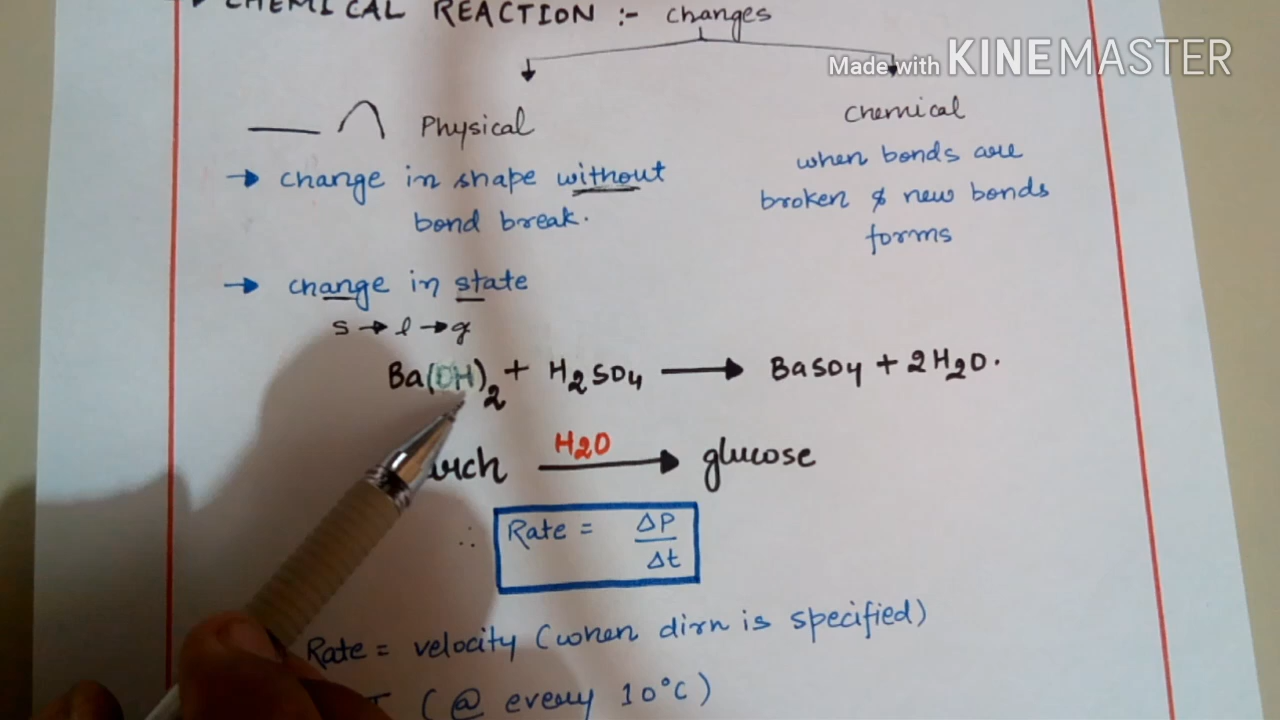 CHEMICAL REACTION :- changes
Made with KINEMASTER
Physical
chemical
→ change in shape without
bond break.
when bonds are
broken & new bonds
forms
→ change in state
s → l → g
Ba(OH)2 + H2SO4 → BaSO4 + 2H2O.
H2O
arch → glucose
∴ Rate = ΔP
Δt
Rate = velocity (when dirn is specified)
(@ every 10°C)